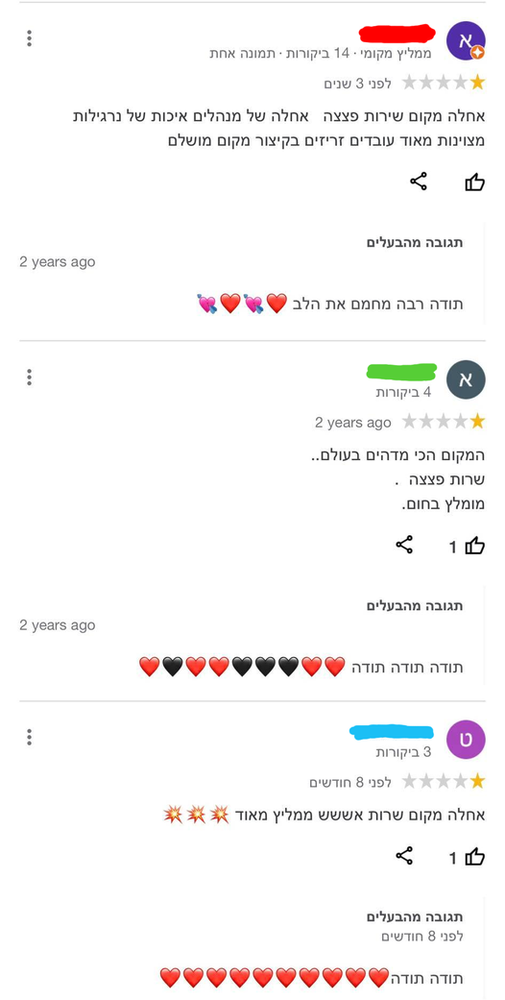 א
ממליץ מקומי · 14 ביקורות · תמונה אחת
לפני 3 שנים
אחלה מקום שירות פצצה אחלה של מנהלים איכות של נרגילות
מצוינות מאוד עובדים זריזים בקיצור מקום מושלם
תגובה מהבעלים
2 years ago
תודה רבה מחמם את הלב ❤️💘❤️💘
א
4 ביקורות
2 years ago
המקום הכי מדהים בעולם..
שרות פצצה .
מומלץ בחום.
1
תגובה מהבעלים
2 years ago
תודה תודה תודה ❤️❤️🖤🖤🖤❤️❤️🖤❤️
ט
3 ביקורות
לפני 8 חודשים
אחלה מקום שרות אששש ממליץ מאוד 💥💥💥
1
תגובה מהבעלים
לפני 8 חודשים
תודה תודה❤️❤️❤️❤️❤️❤️❤️❤️❤️❤️